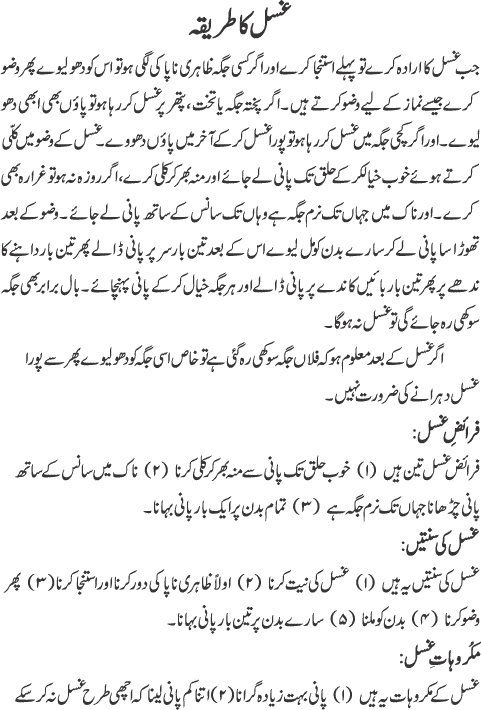 غسل کا طریقہ
جب غسل کا ارادہ کرے تو پہلے استنجا کرے اور اگر کسی جگہ ظاہری ناپاکی لگی ہو تو اس کو دھو لیوے پھر وضو
کرے جیسے نماز کے لیے وضو کرتے ہیں۔ اگر پختہ جگہ یا تخت، پتھر پر غسل کر رہا ہو تو پاؤں بھی ابھی دھو
لیوے۔ اور اگر کچی جگہ میں غسل کر رہا ہو تو پورا غسل کر کے آخر میں پاؤں دھووے۔ غسل کے وضو میں کلّی
کرتے ہوئے خوب خیال کر کے حلق تک پانی لے جائے اور منہ بھر کر کلی کرے، اگر روزہ نہ ہو تو غرارہ بھی
کرے۔ اور ناک میں جہاں تک نرم جگہ ہے وہاں تک سانس کے ساتھ پانی لے جائے۔ وضو کے بعد
تھوڑا سا پانی لے کر سارے بدن کو مل لیوے اس کے بعد تین بار سر پر پانی ڈالے پھر تین بار داہنے کا
ندھے پر پھر تین بار بائیں کاندے پر پانی ڈالے اور ہر جگہ خیال کر کے پانی پہنچائے۔ بال برابر بھی جگہ
سوکھی رہ جائے گی تو غسل نہ ہوگا۔
اگر غسل کے بعد معلوم ہو کہ فلاں جگہ سوکھی رہ گئی ہے تو خاص اسی جگہ کو دھو لیوے پھر سے پورا
غسل دہرانے کی ضرورت نہیں۔
فرائضِ غسل:
فرائض غسل تین ہیں (۱) خوب حلق تک پانی سے منہ بھر کر کلی کرنا (۲) ناک میں سانس کے ساتھ
پانی چڑھانا جہاں تک نرم جگہ ہے (۳) تمام بدن پر ایک بار پانی بہانا۔
غسل کی سنتیں:
غسل کی سنتیں یہ ہیں (۱) غسل کی نیت کرنا (۲) اولاً ظاہری ناپاکی دور کرنا اور استنجا کرنا (۳) پھر
وضو کرنا (۴) بدن کو ملنا (۵) سارے بدن پر تین بار پانی بہانا۔
مکروہاتِ غسل:
غسل کے مکروہات یہ ہیں (۱) پانی بہت زیادہ گرانا (۲) اتنا کم پانی لینا کہ اچھی طرح غسل نہ کر سکے